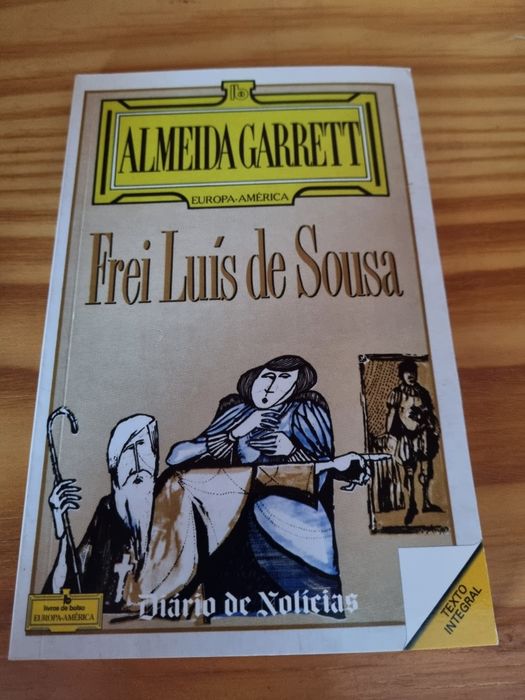 ALMEIDA GARRETT
EUROPA-AMÉRICA
Frei Luís de Sousa
livros de bolso
EUROPA-AMÉRICA
Diário de Notícias
TEXTO
INTEGRAL